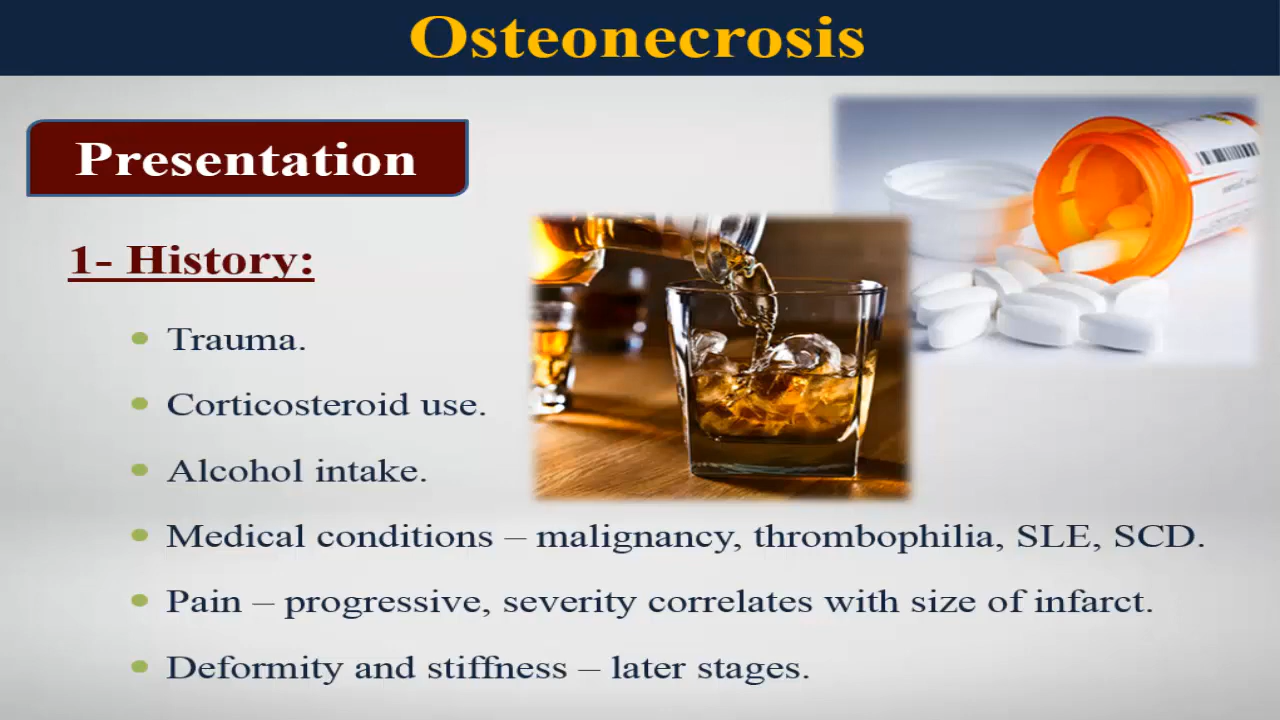 Osteonecrosis
Presentation
1- History:
Trauma.
Corticosteroid use.
Alcohol intake.
Medical conditions – malignancy, thrombophilia, SLE, SCD.
Pain – progressive, severity correlates with size of infarct.
Deformity and stiffness – later stages.